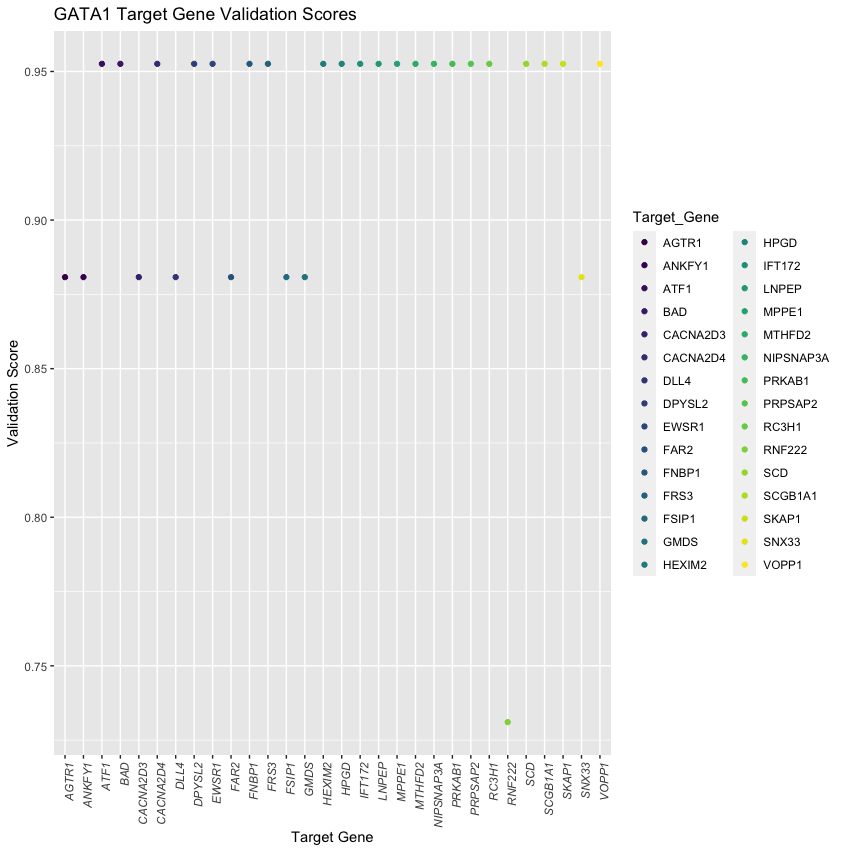 GATA1 Target Gene Validation Scores
0.95
0.90
0.85
0.80
0.75
Validation Score
AGTR1
ANKFY1
ATF1
BAD
CACNA2D3
CACNA2D4
DLL4
DPYSL2
EWSR1
FAR2
FNBP1
FRS3
FSIP1
GMDS
HEXIM2
HPGD
IFT172
LNPEP
MPPE1
MTHFD2
NIPSNAP3A
PRKAB1
PRPSAP2
RC3H1
RNF222
SCD
SCGB1A1
SKAP1
SNX33
VOPP1
Target Gene
Target_Gene
AGTR1
ANKFY1
ATF1
BAD
CACNA2D3
CACNA2D4
DLL4
DPYSL2
EWSR1
FAR2
FNBP1
FRS3
FSIP1
GMDS
HEXIM2
HPGD
IFT172
LNPEP
MPPE1
MTHFD2
NIPSNAP3A
PRKAB1
PRPSAP2
RC3H1
RNF222
SCD
SCGB1A1
SKAP1
SNX33
VOPP1